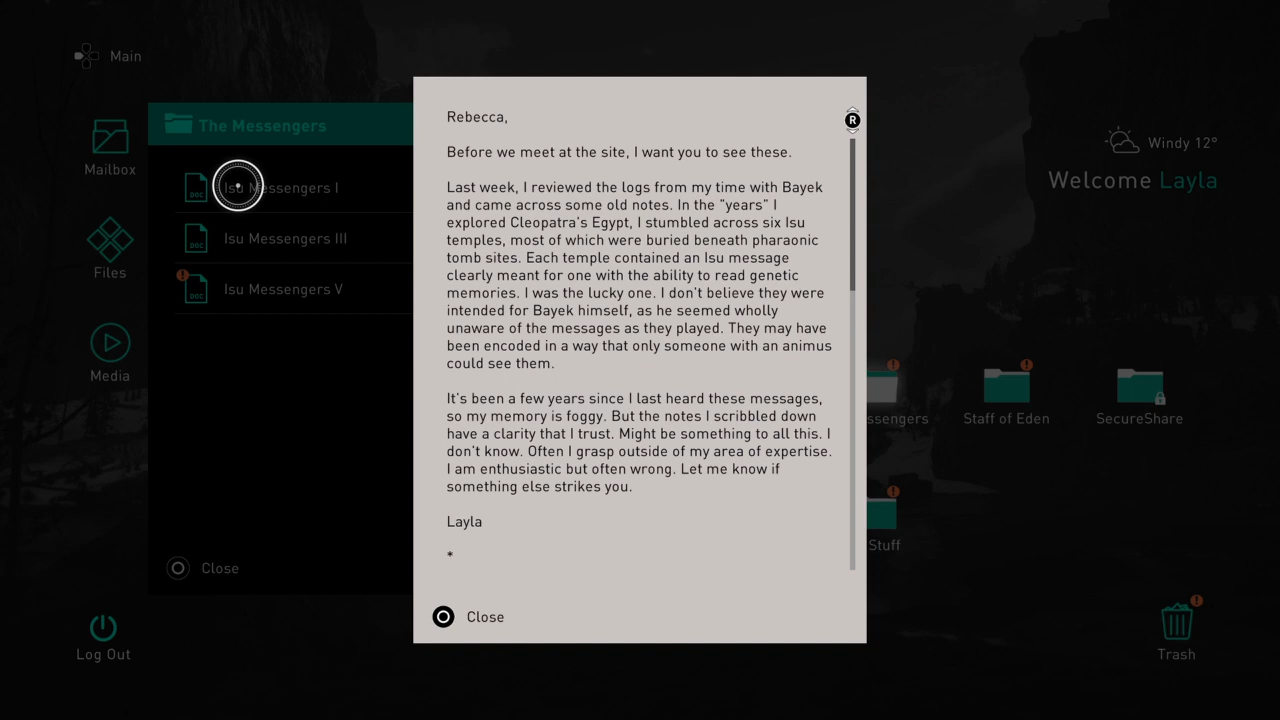 Main
Mailbox
Files
Media
Log Out
The Messengers
Isu Messengers I
Isu Messengers III
Isu Messengers V
Close
Rebecca,
Before we meet at the site, I want you to see these.
Last week, I reviewed the logs from my time with Bayek
and came across some old notes. In the "years" I
explored Cleopatra's Egypt, I stumbled across six Isu
temples, most of which were buried beneath pharaonic
tomb sites. Each temple contained an Isu message
clearly meant for one with the ability to read genetic
memories. I was the lucky one. I don't believe they were
intended for Bayek himself, as he seemed wholly
unaware of the messages as they played. They may have
been encoded in a way that only someone with an animus
could see them.
It's been a few years since I last heard these messages,
so my memory is foggy. But the notes I scribbled down
have a clarity that I trust. Might be something to all this. I
don't know. Often I grasp outside of my area of expertise.
I am enthusiastic but often wrong. Let me know if
something else strikes you.
Layla
*
Close
R
Windy 12°
Welcome Layla
ssengers
Staff of Eden
SecureShare
Stuff
Trash